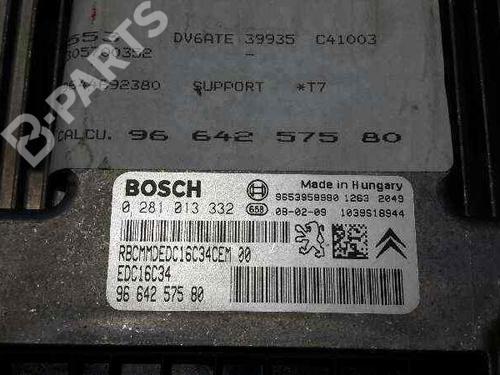 DV6ATE 39935 C41003
-
SUPPORT *T7
CALCU. 96 642 575 80
BOSCH
0 281 013 332
Made in Hungary
9653958980 1263 2049
658 08-02-09 1039S18944
RBCMMDEDC16C34CEM 00
EDC16C34
96 642 575 80
B-PARTS